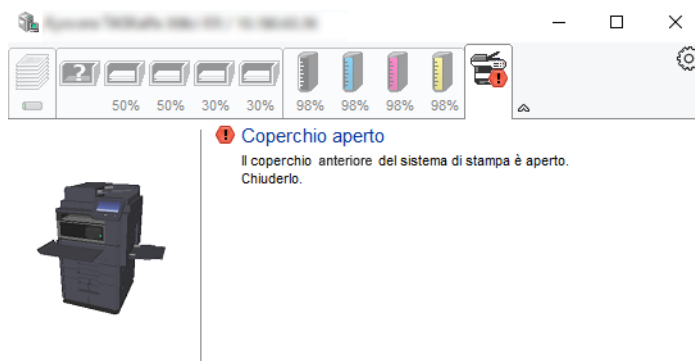 50% 50% 30% 30% 98% 98% 98% 98%
Coperchio aperto
Il coperchio anteriore del sistema di stampa è aperto.
Chiuderlo.